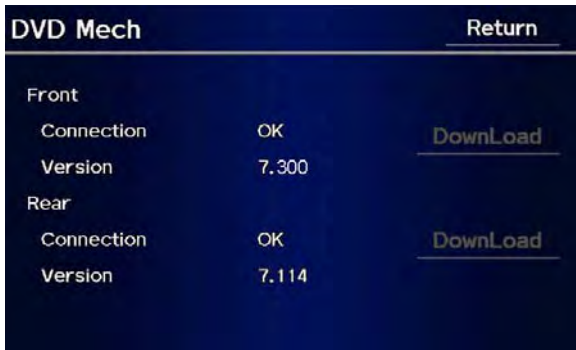 DVD Mech Return
Front
Connection OK DownLoad
Version 7.300
Rear
Connection OK DownLoad
Version 7.114